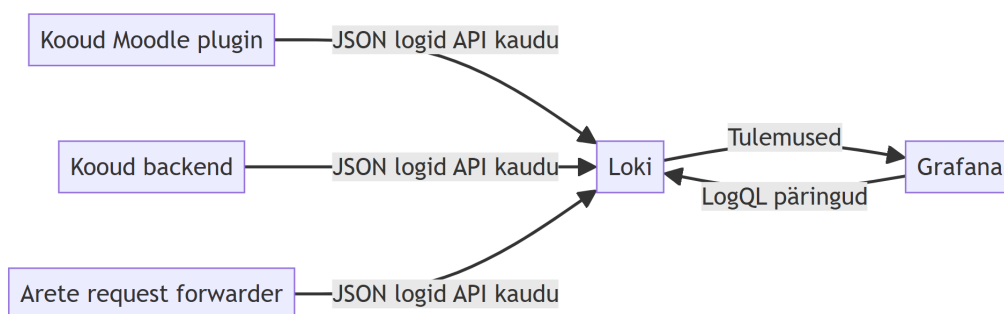 Kooud Moodle plugin
JSON logid API kaudu
Kooud backend
JSON logid API kaudu
Arete request forwarder
JSON logid API kaudu
Loki
Tulemused
LogQL päringud
Grafana